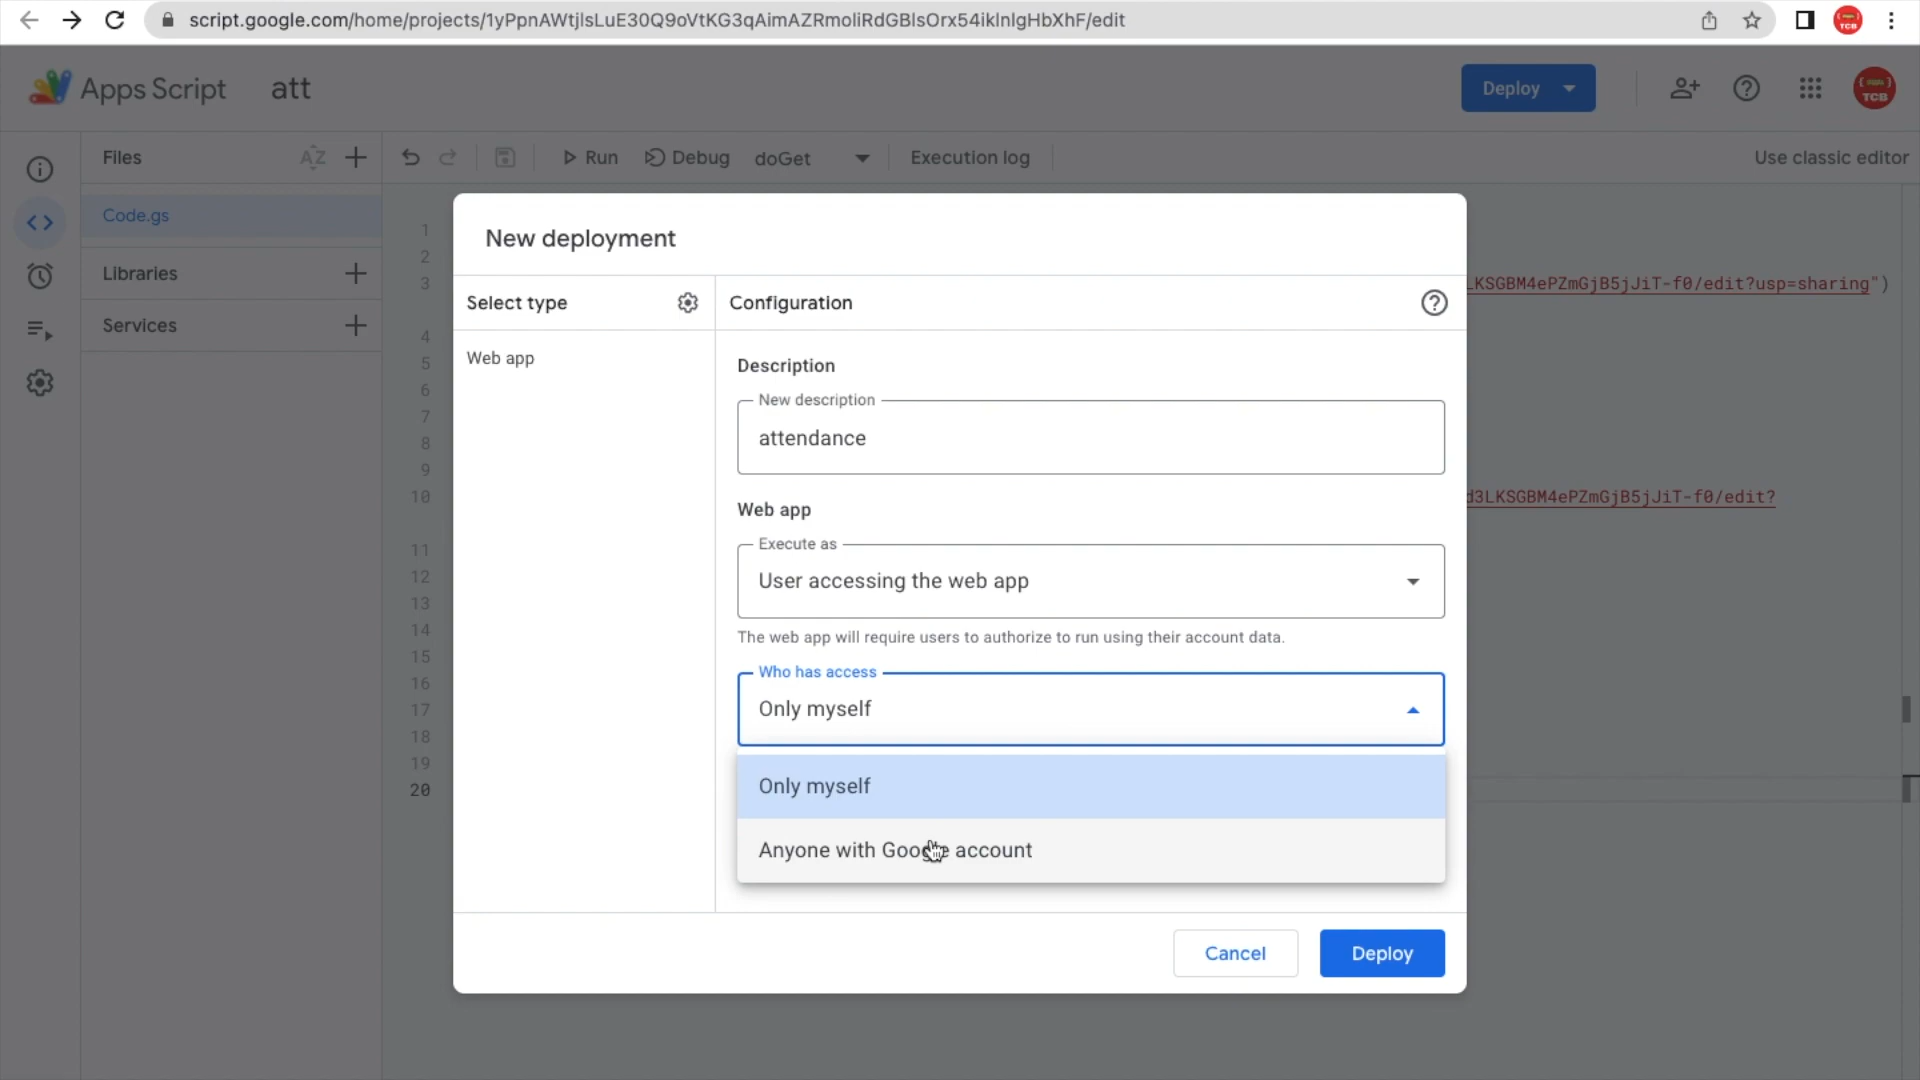 script.google.com/home/projects/1yPpnAWtjlsLuE30Q9oVtKG3qAimAZRmoliRdGBlsOrx54iklnlgHbXhF/edit
TCB
Apps Script
att
Deploy
TCB
Files
AZ
Run
Debug
doGet
Execution log
Use classic editor
Code.gs
Libraries
Services
1
2
3
LKSGBM4ePZmGjB5jJiT-f0/edit?usp=sharing")
4
5
6
7
8
9
10
d3LKSGBM4ePZmGjB5jJiT-f0/edit?
11
12
13
14
15
16
17
18
19
20
New deployment
Select type
Configuration
Web app
Description
New description
attendance
Web app
Execute as
User accessing the web app
The web app will require users to authorize to run using their account data.
Who has access
Only myself
Only myself
Anyone with Google account
Cancel
Deploy